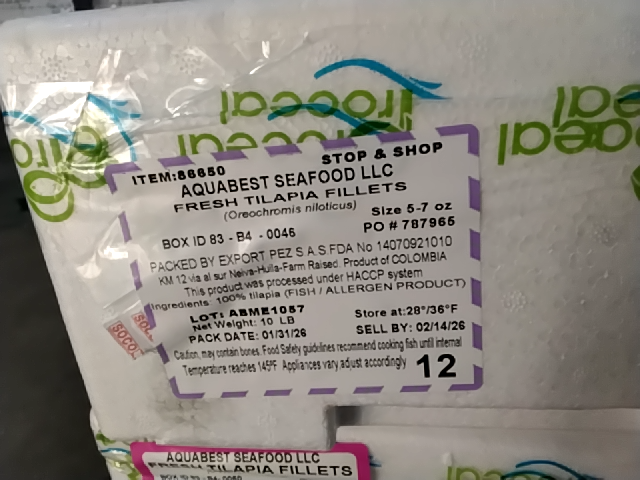 STOP & SHOP
ITEM:86650
AQUABEST SEAFOOD LLC
FRESH TILAPIA FILLETS
(Oreochromis niloticus)
Size 5-7 oz
BOX ID 83 - B4 - 0046
PO # 787965
PACKED BY EXPORT PEZ S.A.S.FDA No 14070921010
KM 12 via al sur Neiva-Huila-Farm Raised. Product of COLOMBIA
This product was processed under HACCP system
Ingredients: 100% tilapia (FISH / ALLERGEN PRODUCT)
LOT: ABME1057
Store at:28°/36°F
Net Weight: 10 LB
PACK DATE: 01/31/26
SELL BY: 02/14/26
Caution, may contain bones. Food Safety guidelines recommend cooking fish until internal
Temperature reaches 145°F Appliances vary adjust accordingly
12
AQUABEST SEAFOOD LLC
FRESH TILAPIA FILLETS